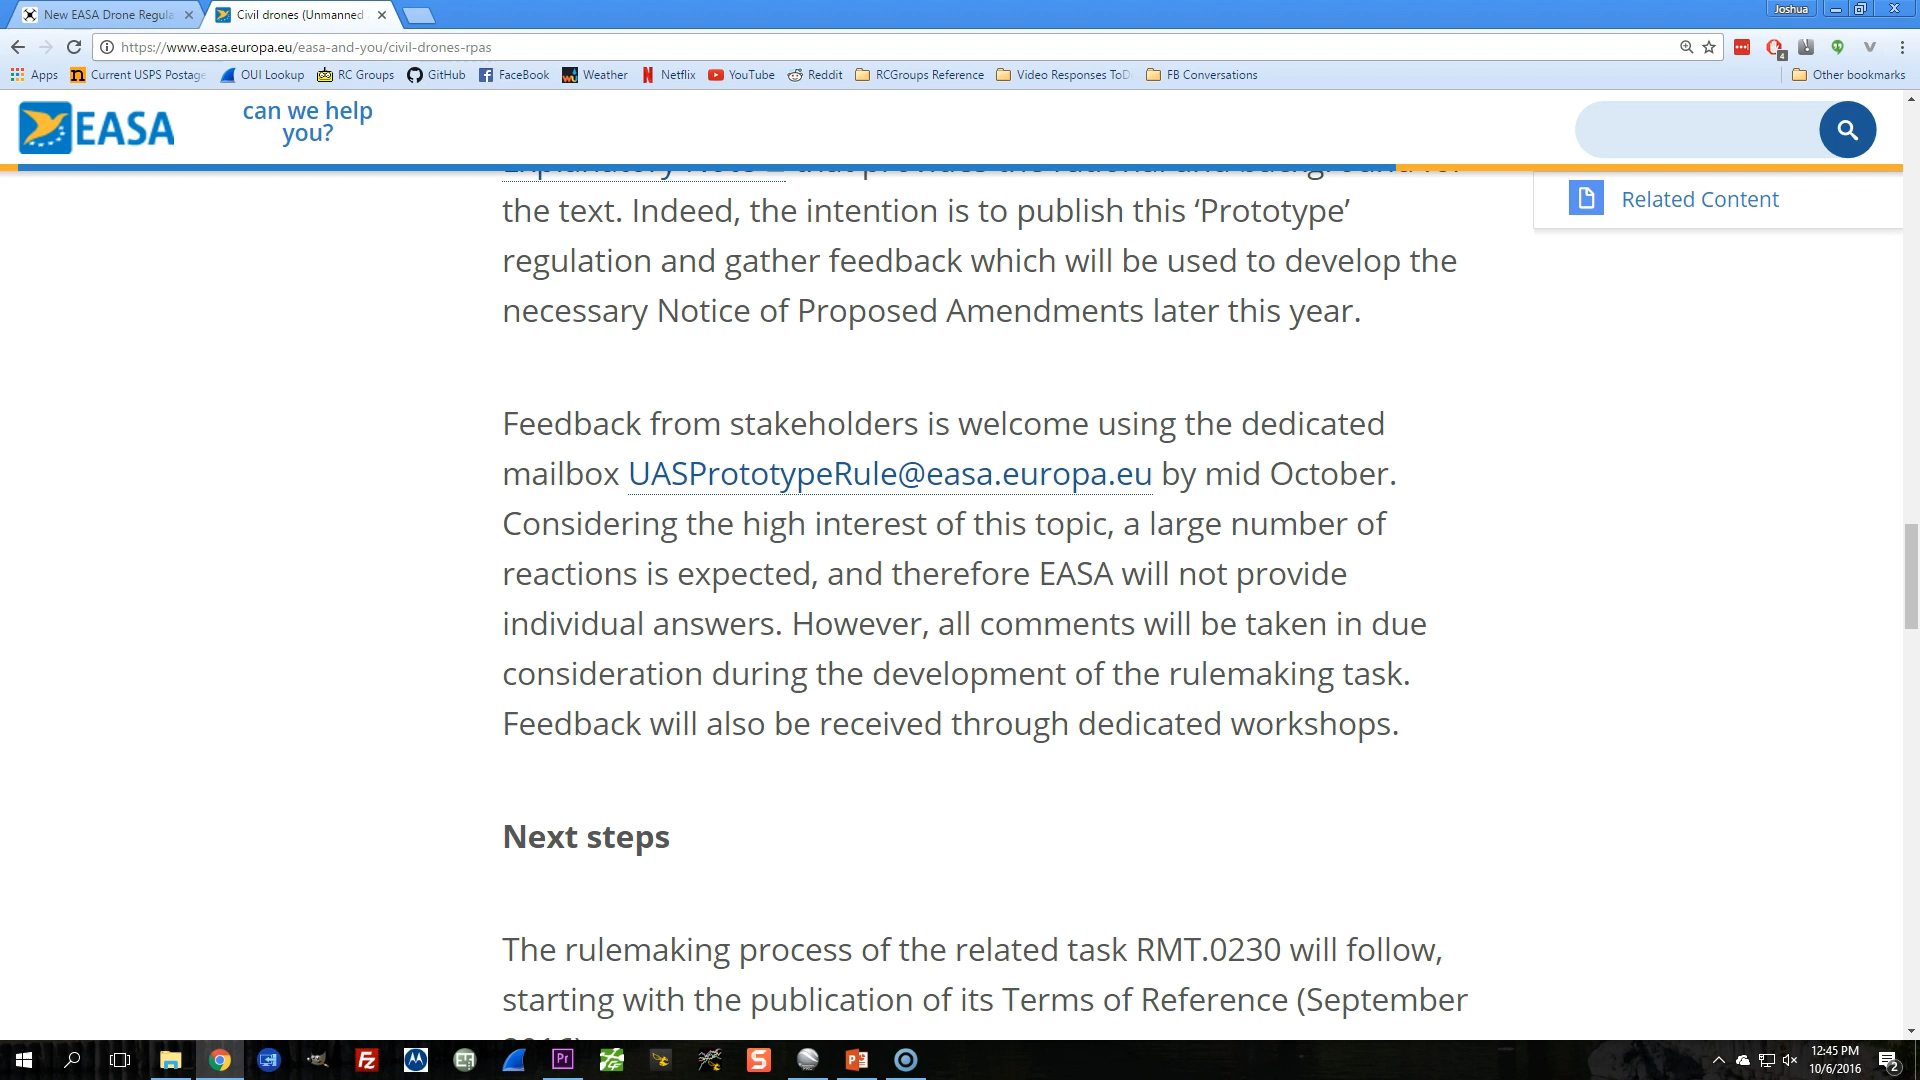 New EASA Drone Regula
Civil drones (Unmanned
Joshua
https://www.easa.europa.eu/easa-and-you/civil-drones-rpas
4
Apps
Current USPS Postage
OUI Lookup
RC Groups
GitHub
FaceBook
Weather
Netflix
YouTube
Reddit
RCGroups Reference
Video Responses ToD
FB Conversations
Other bookmarks
EASA
can we help
you?
the text. Indeed, the intention is to publish this ‘Prototype’
Related Content
regulation and gather feedback which will be used to develop the
necessary Notice of Proposed Amendments later this year.
Feedback from stakeholders is welcome using the dedicated
mailbox UASPrototypeRule@easa.europa.eu by mid October.
Considering the high interest of this topic, a large number of
reactions is expected, and therefore EASA will not provide
individual answers. However, all comments will be taken in due
consideration during the development of the rulemaking task.
Feedback will also be received through dedicated workshops.
Next steps
The rulemaking process of the related task RMT.0230 will follow,
starting with the publication of its Terms of Reference (September
12:45 PM
10/6/2016
2